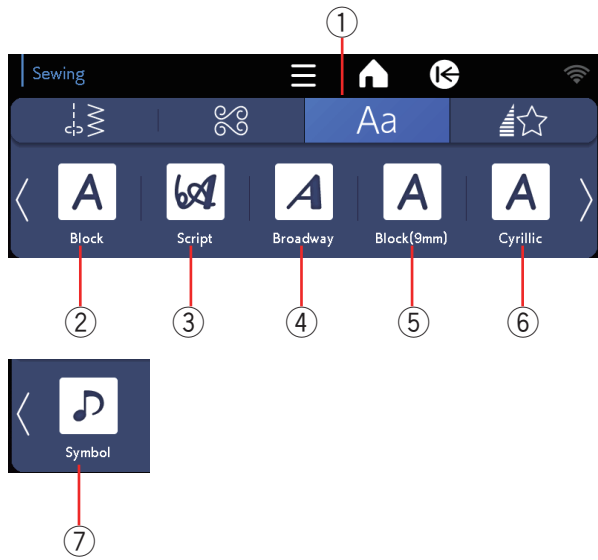 ①
Sewing
Aa
A
A
A
A
A
Block
Script
Broadway
Block(9mm)
Cyrillic
②
③
④
⑤
⑥
Symbol
⑦